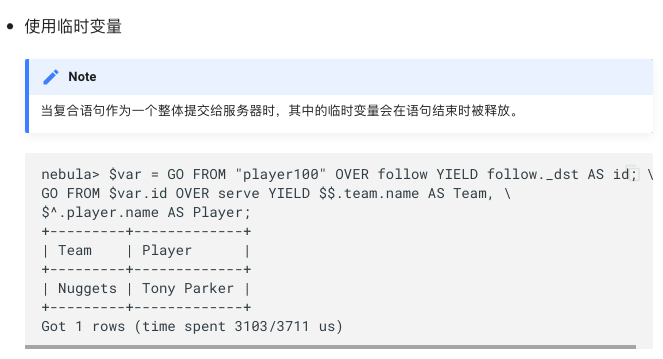 使用临时变量
Note
当复合语句作为一个整体提交给服务器时，其中的临时变量会在语句结束时被释放。
nebula> $var = GO FROM "player100" OVER follow YIELD follow._dst AS id; \
GO FROM $var.id OVER serve YIELD $$.team.name AS Team, \
$^.player.name AS Player;
+---------+-------------+
| Team    | Player      |
+---------+-------------+
| Nuggets | Tony Parker |
+---------+-------------+
Got 1 rows (time spent 3103/3711 us)